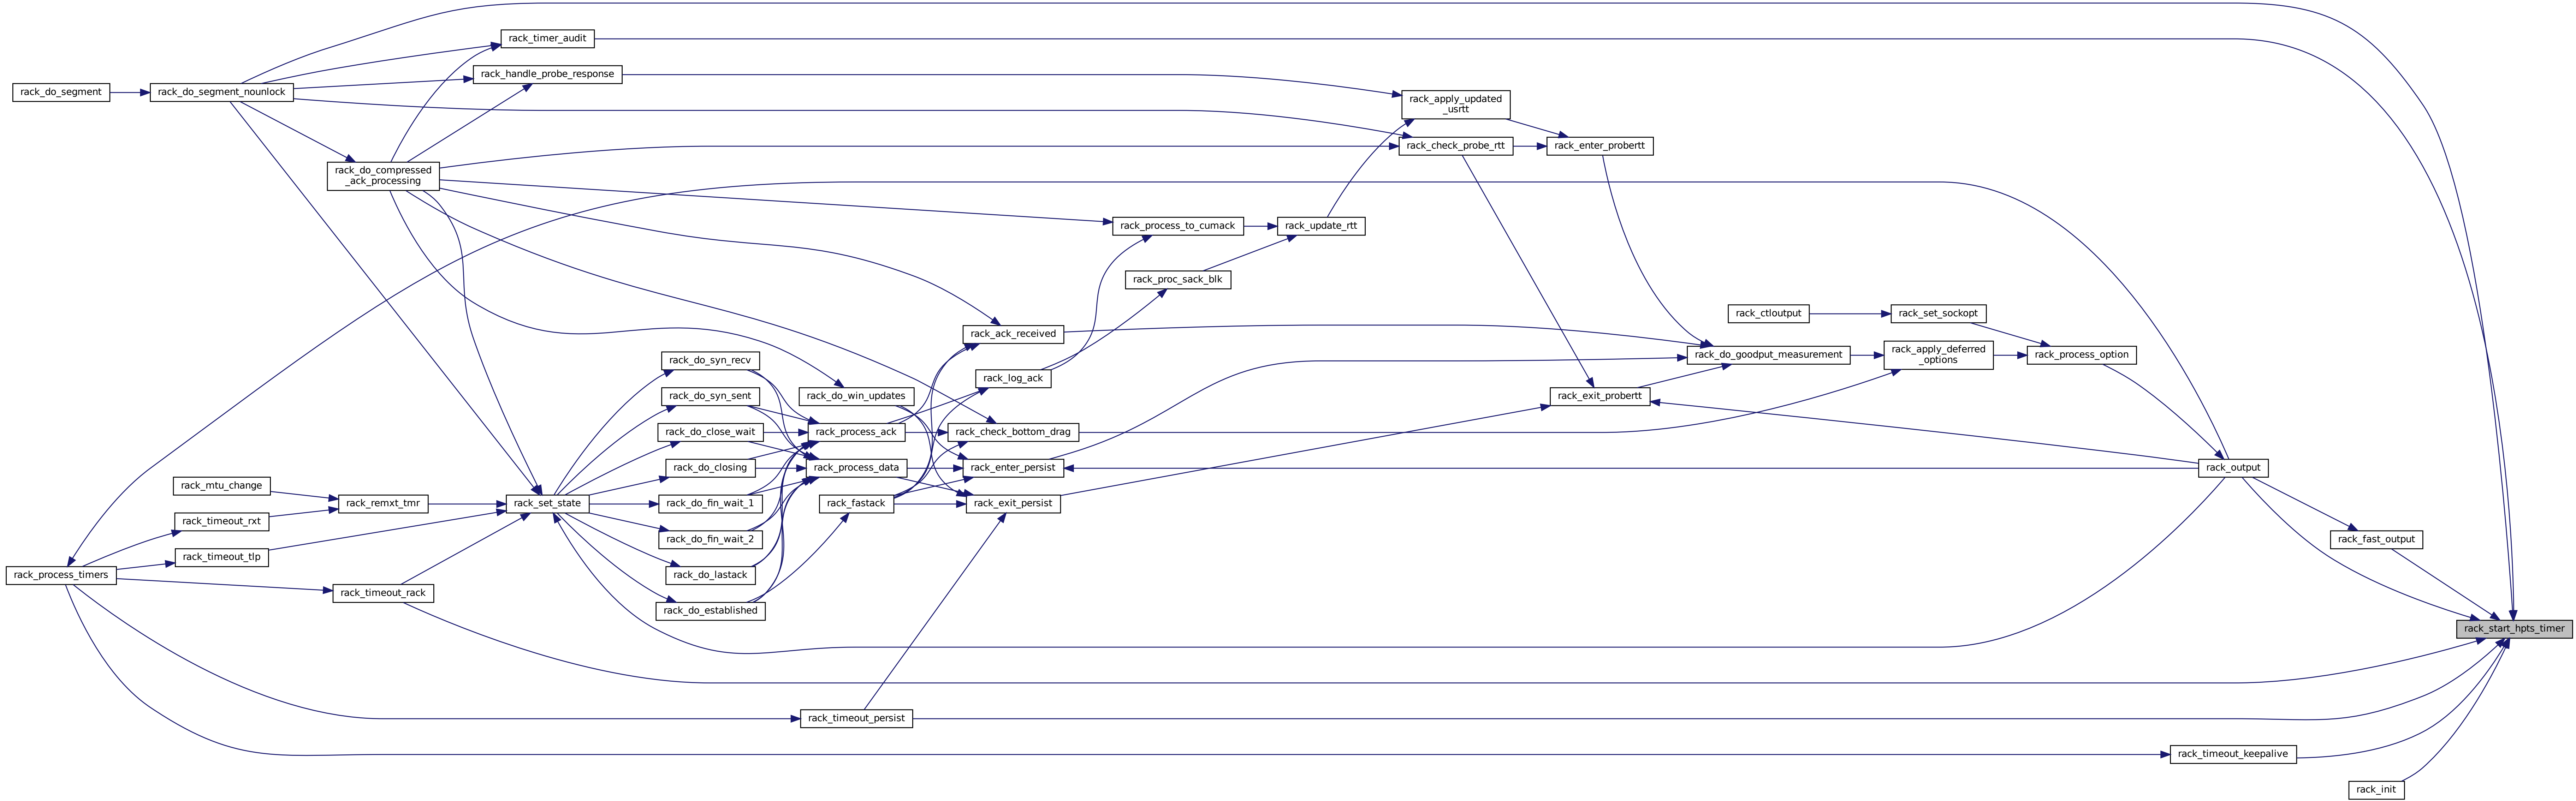 rack_timer_audit
rack_handle_probe_response
rack_do_segment
rack_do_segment_nounlock
rack_apply_updated
_usrtt
rack_check_probe_rtt
rack_enter_probertt
rack_do_compressed
_ack_processing
rack_process_to_cumack
rack_update_rtt
rack_proc_sack_blk
rack_ctloutput
rack_set_sockopt
rack_ack_received
rack_do_goodput_measurement
rack_apply_deferred
_options
rack_process_option
rack_do_syn_recv
rack_log_ack
rack_do_syn_sent
rack_do_win_updates
rack_exit_probertt
rack_do_close_wait
rack_process_ack
rack_check_bottom_drag
rack_do_closing
rack_process_data
rack_enter_persist
rack_output
rack_mtu_change
rack_remxt_tmr
rack_set_state
rack_do_fin_wait_1
rack_fastack
rack_exit_persist
rack_timeout_rxt
rack_do_fin_wait_2
rack_fast_output
rack_timeout_tlp
rack_process_timers
rack_do_lastack
rack_timeout_rack
rack_do_established
rack_start_hpts_timer
rack_timeout_persist
rack_timeout_keepalive
rack_init